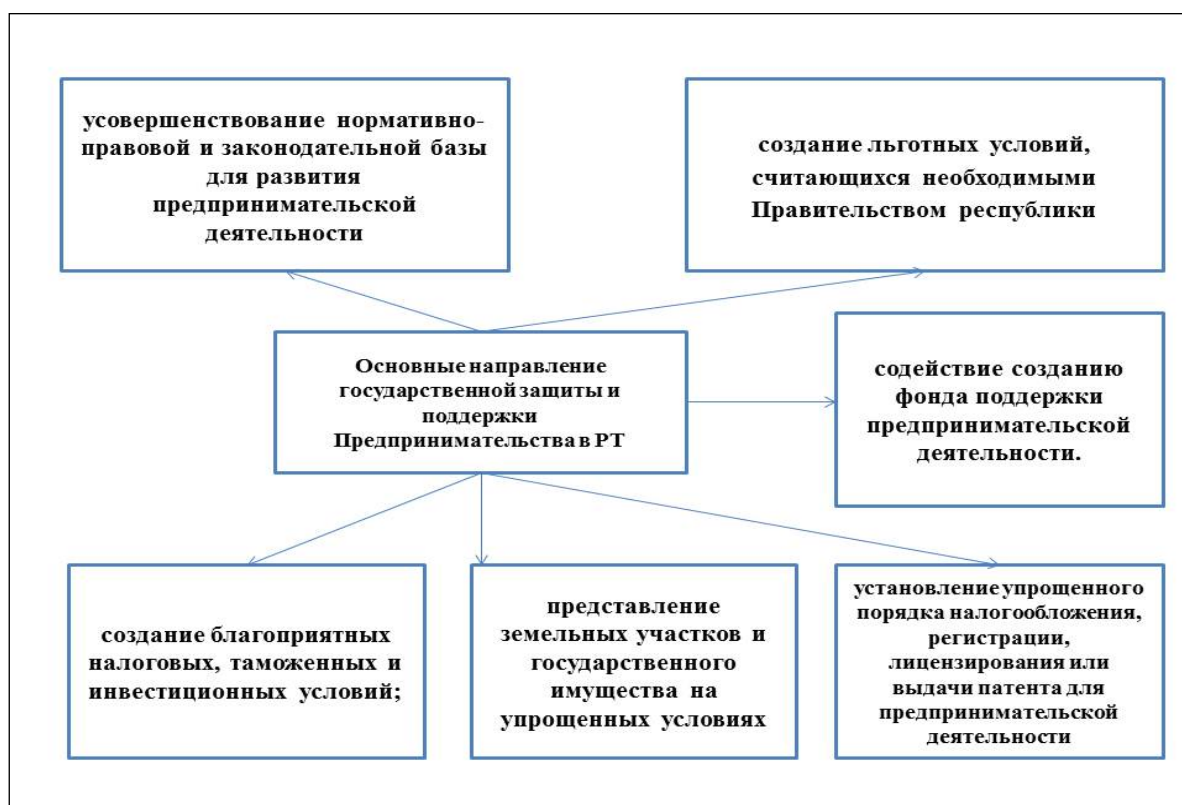 усовершенствование нормативно-
правовой и законодательной базы
для развития
предпринимательской
деятельности
создание льготных условий,
считающихся необходимыми
Правительством республики
Основные направление
государственной защиты и
поддержки
Предпринимательства в РТ
содействие созданию
фонда поддержки
предпринимательской
деятельности.
создание благоприятных
налоговых, таможенных и
инвестиционных условий;
представление
земельных участков и
государственного
имущества на
упрощенных условиях
установление упрощенного
порядка налогообложения,
регистрации,
лицензирования или
выдачи патента для
предпринимательской
деятельности